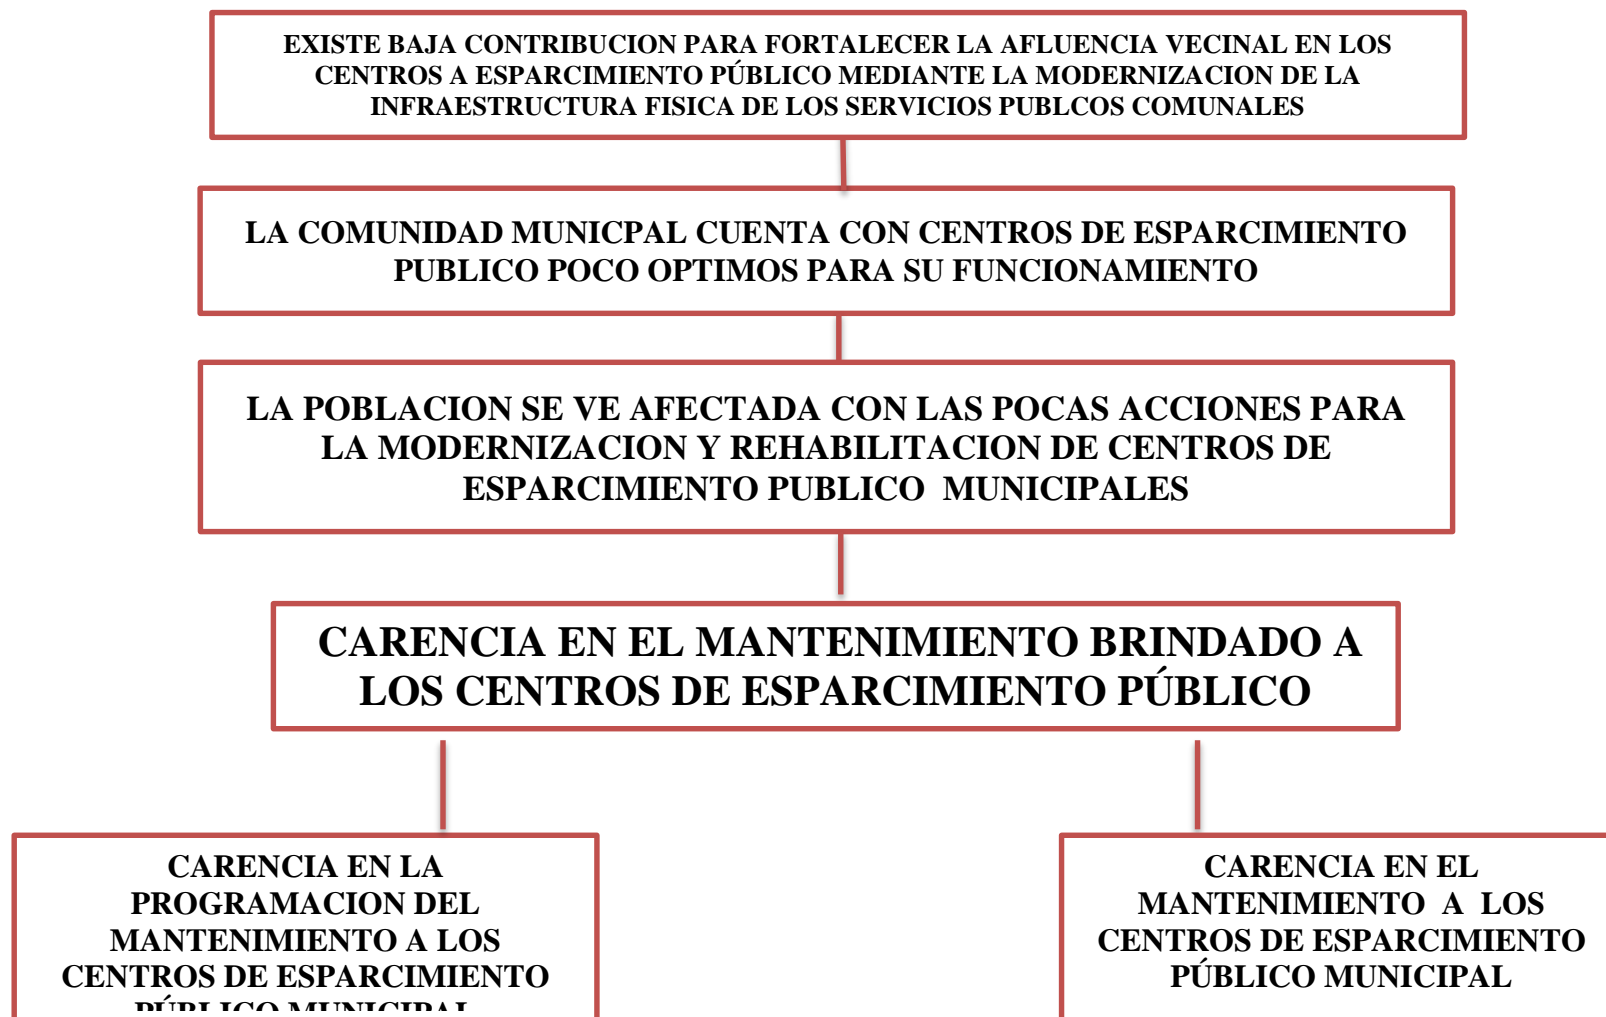 EXISTE BAJA CONTRIBUCION PARA FORTALECER LA AFLUENCIA VECINAL EN LOS
CENTROS A ESPARCIMIENTO PÚBLICO MEDIANTE LA MODERNIZACION DE LA
INFRAESTRUCTURA FISICA DE LOS SERVICIOS PUBLCOS COMUNALES
LA COMUNIDAD MUNICPAL CUENTA CON CENTROS DE ESPARCIMIENTO
PUBLICO POCO OPTIMOS PARA SU FUNCIONAMIENTO
LA POBLACION SE VE AFECTADA CON LAS POCAS ACCIONES PARA
LA MODERNIZACION Y REHABILITACION DE CENTROS DE
ESPARCIMIENTO PUBLICO  MUNICIPALES
CARENCIA EN EL MANTENIMIENTO BRINDADO A
LOS CENTROS DE ESPARCIMIENTO PÚBLICO
CARENCIA EN LA
PROGRAMACION DEL
MANTENIMIENTO A LOS
CENTROS DE ESPARCIMIENTO
PÚBLICO MUNICIPAL
CARENCIA EN EL
MANTENIMIENTO  A  LOS
CENTROS DE ESPARCIMIENTO
PÚBLICO MUNICIPAL